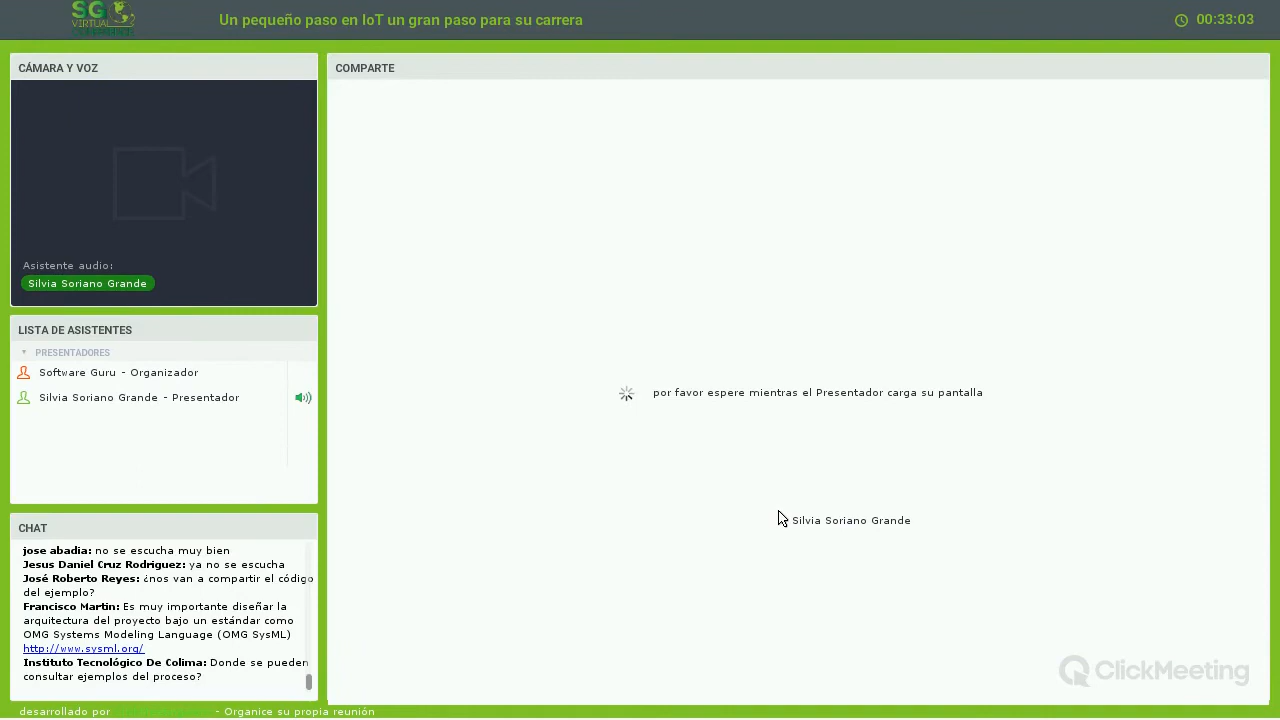 SG
VIRTUAL
CONFERENCE
Un pequeño paso en IoT un gran paso para su carrera
00:33:03
CÁMARA Y VOZ
Asistente audio:
Silvia Soriano Grande
LISTA DE ASISTENTES
PRESENTADORES
Software Guru - Organizador
Silvia Soriano Grande - Presentador
CHAT
jose abadia: no se escucha muy bien
Jesus Daniel Cruz Rodriguez: ya no se escucha
José Roberto Reyes: ¿nos van a compartir el código
del ejemplo?
Francisco Martin: Es muy importante diseñar la
arquitectura del proyecto bajo un estándar como
OMG Systems Modeling Language (OMG SysML)
http://www.sysml.org/
Instituto Tecnológico De Colima: Donde se pueden
consultar ejemplos del proceso?
desarrollado por - Organice su propia reunión
COMPARTE
por favor espere mientras el Presentador carga su pantalla
Silvia Soriano Grande
ClickMeeting